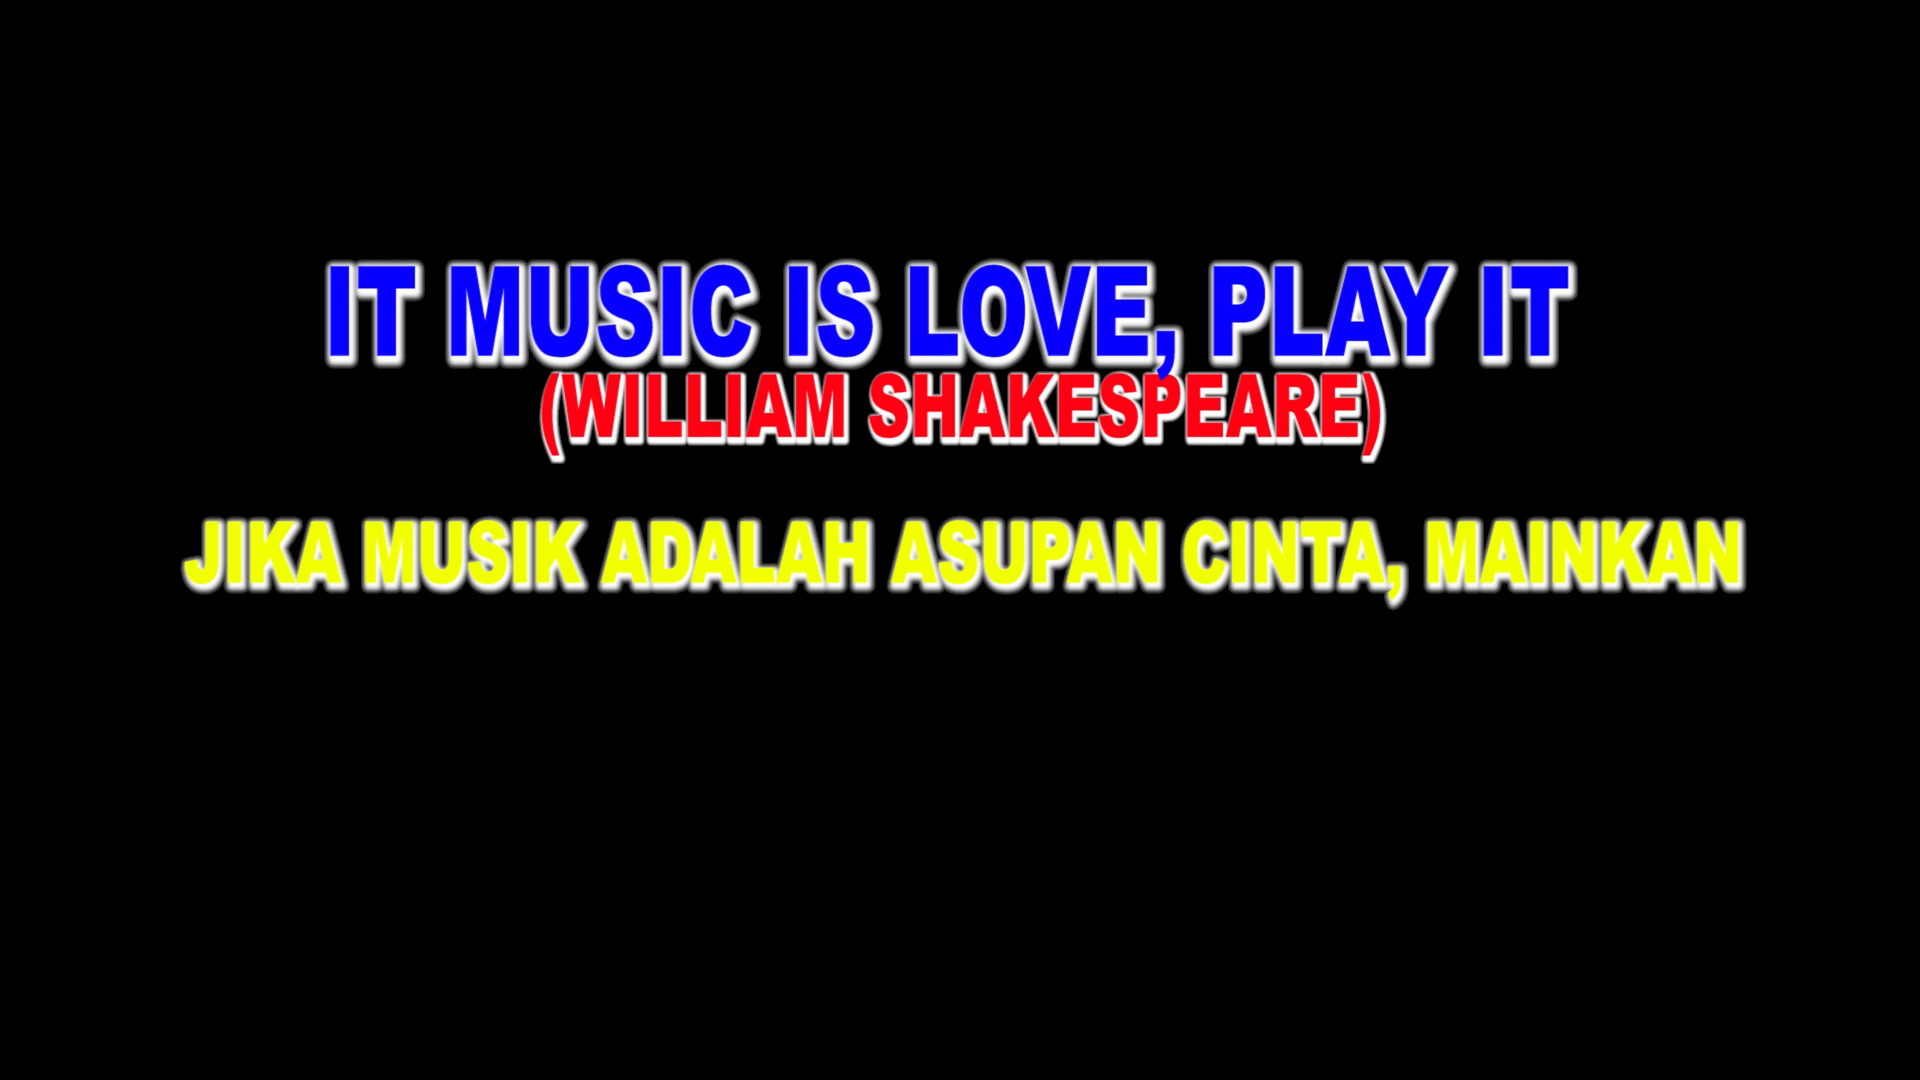 IT MUSIC IS LOVE, PLAY IT
(WILLIAM SHAKESPEARE)
JIKA MUSIK ADALAH ASUPAN CINTA, MAINKAN